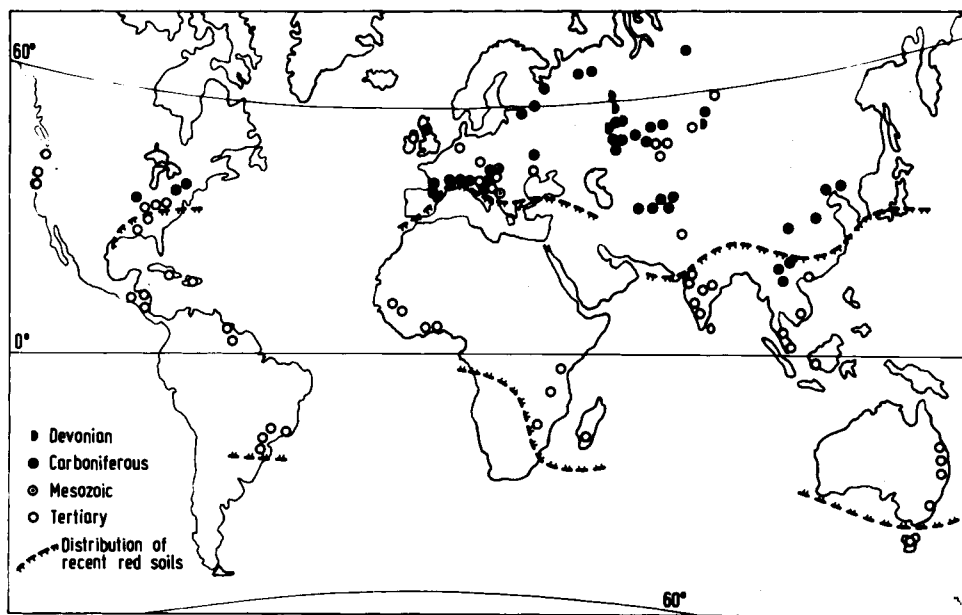 60°
0°
Devonian
Carboniferous
Mesozoic
Tertiary
Distribution of
recent red soils
60°